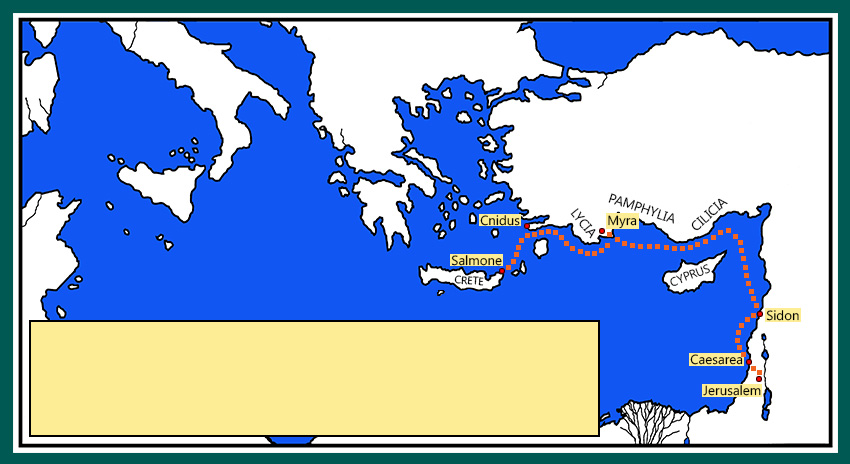 PAMPHYLIA
CILICIA
LYCIA
Myra
Cnidus
Salmone
CRETE
CYPRUS
Sidon
Caesarea
Jerusalem